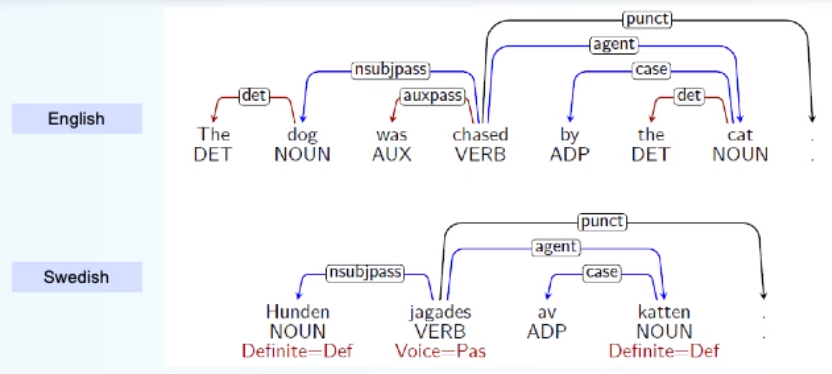 punct
agent
nsubjpass case
det auxpass det
English
The dog was chased by the cat .
DET NOUN AUX VERB ADP DET NOUN .
punct
agent
Swedish
nsubjpass case
Hunden jagades av katten .
NOUN VERB ADP NOUN .
Definite=Def Voice=Pas Definite=Def